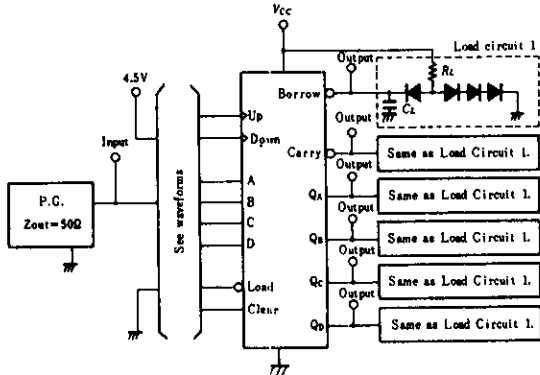 Vcc
Output
Load circuit 1
4.5V
RL
Borrow
CL
Up
Output
Down
Input
Carry
Same as Load Circuit 1.
Output
P.G.
Zout=50Ω
See waveforms
A
QA
Same as Load Circuit 1.
Output
B
QB
Same as Load Circuit 1.
C
Output
D
QC
Same as Load Circuit 1.
Output
Load
Clear
QD
Same as Load Circuit 1.